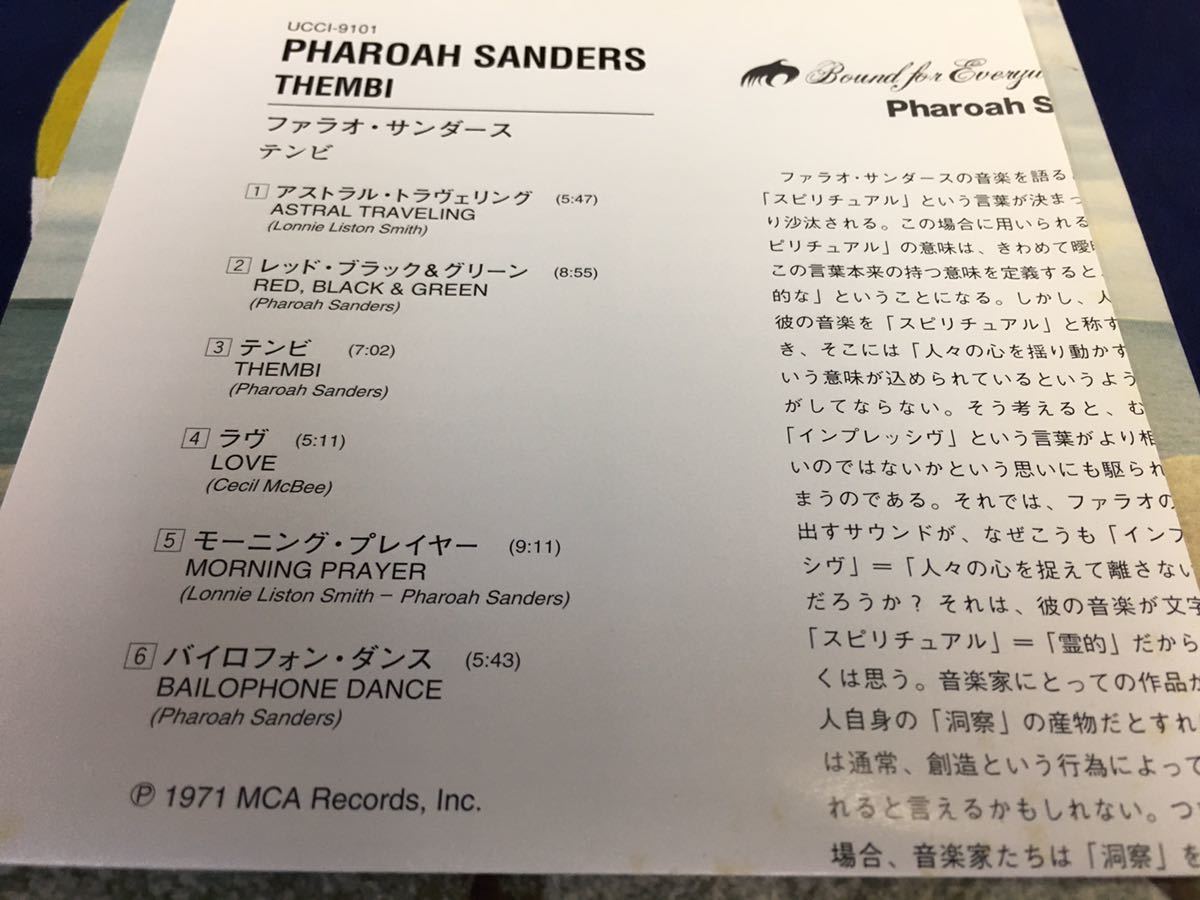 UCCI-9101
PHAROAH SANDERS
THEMBI
ファラオ・サンダース
テンビ
1 アストラル・トラヴェリング (5:47)
ASTRAL TRAVELING
(Lonnie Liston Smith)
2 レッド・ブラック&グリーン (8:55)
RED, BLACK & GREEN
(Pharoah Sanders)
3 テンビ (7:02)
THEMBI
(Pharoah Sanders)
4 ラヴ (5:11)
LOVE
(Cecil McBee)
5 モーニング・プレイヤー (9:11)
MORNING PRAYER
(Lonnie Liston Smith – Pharoah Sanders)
6 バイロフォン・ダンス (5:43)
BAILOPHONE DANCE
(Pharoah Sanders)
℗ 1971 MCA Records, Inc.
Bound for
Pharoah S
ファラオ・サンダースの音楽を語る
「スピリチュアル」という言葉が決まっ
り沙汰される。この場合に用いられる
ピリチュアル」の意味は、きわめて曖
この言葉本来の持つ意味を定義すると、
的な」ということになる。しかし、人
彼の音楽を「スピリチュアル」と称す
き、そこには「人々の心を揺り動かす
いう意味が込められているというよう
がしてならない。そう考えると、む
「インプレッシヴ」という言葉がより相
いのではないかという思いにも駆られ
まうのである。それでは、ファラオの
出すサウンドが、なぜこうも「インプ
シヴ」=「人々の心を捉えて離さない
だろうか? それは、彼の音楽が文字
「スピリチュアル」=「霊的」だから
くは思う。音楽家にとっての作品が
人自身の「洞察」の産物だとすれ
は通常、創造という行為によって
れると言えるかもしれない。つ
場合、音楽家たちは「洞察」を